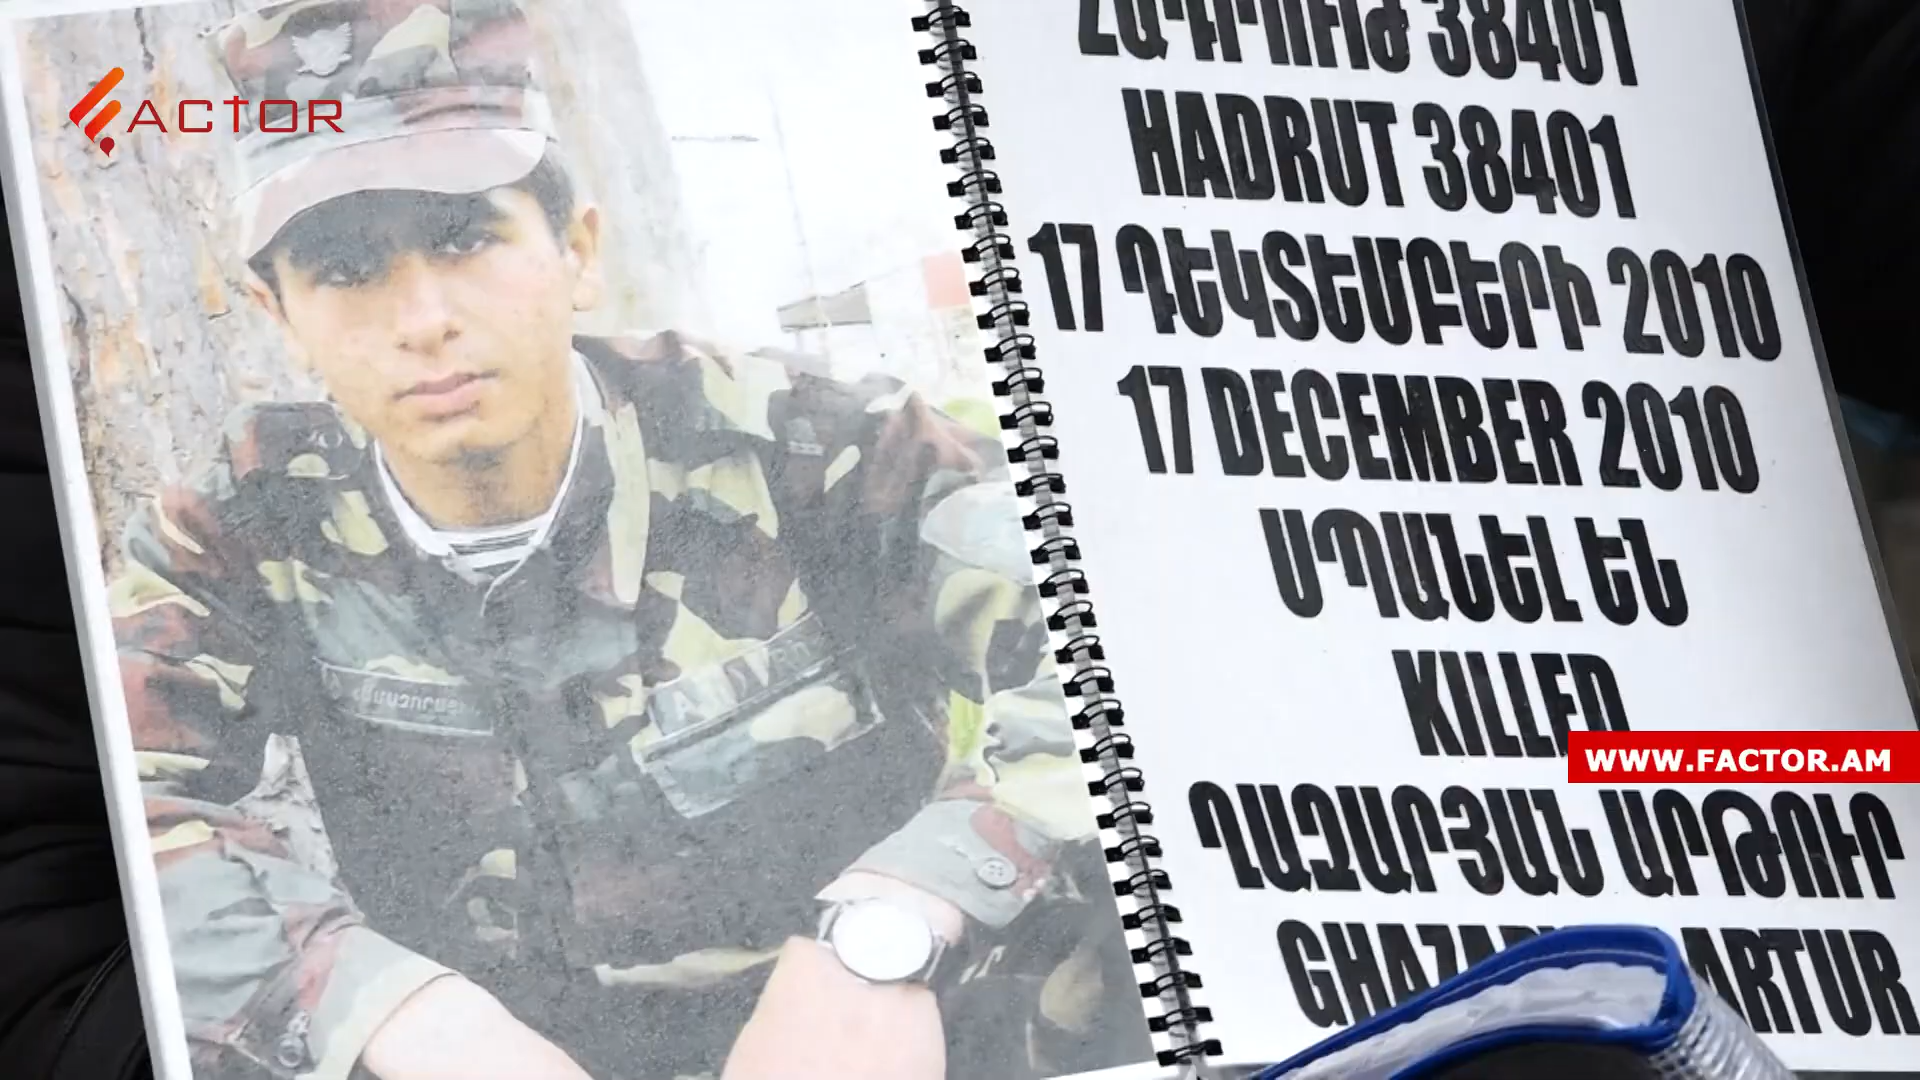 FACTOR
ՀԱԴՐՈՒԹ 38401
HADRUT 38401
17 ԴԵԿՏԵՄԲԵՐԻ 2010
17 DECEMBER 2010
ՍՊԱՆԵԼ ԵՆ
KILLED
WWW.FACTOR.AM
ՂԱԶԱՐՅԱՆ ԱՐԹՈՒՐ
ARTUR